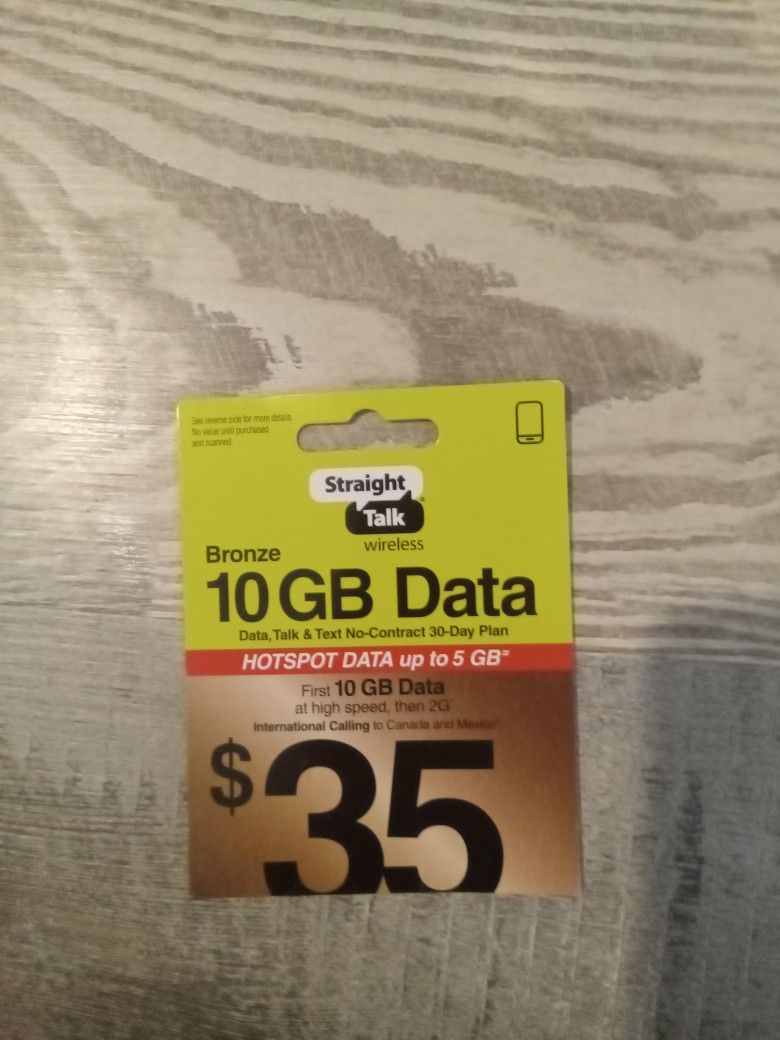 See reverse side for more details.
No value until purchased
and scanned.
Straight
Talk®
wireless
Bronze
10 GB Data
Data, Talk & Text No-Contract 30-Day Plan
HOTSPOT DATA up to 5 GB≈
First 10 GB Data
at high speed, then 2G*
International Calling to Canada and Mexico*
$35